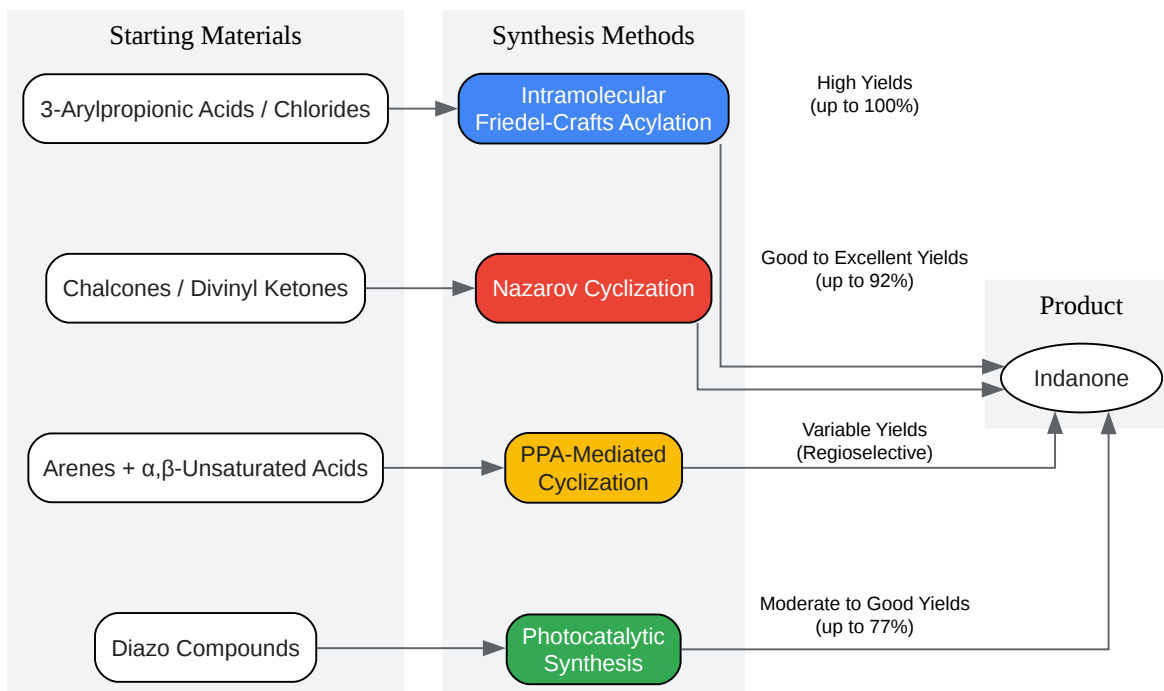 Starting Materials
Synthesis Methods
3-Arylpropionic Acids / Chlorides
Intramolecular
Friedel-Crafts Acylation
High Yields
(up to 100%)
Chalcones / Divinyl Ketones
Nazarov Cyclization
Good to Excellent Yields
(up to 92%)
Product
Indanone
Arenes + α,β-Unsaturated Acids
PPA-Mediated
Cyclization
Variable Yields
(Regioselective)
Diazo Compounds
Photocatalytic
Synthesis
Moderate to Good Yields
(up to 77%)